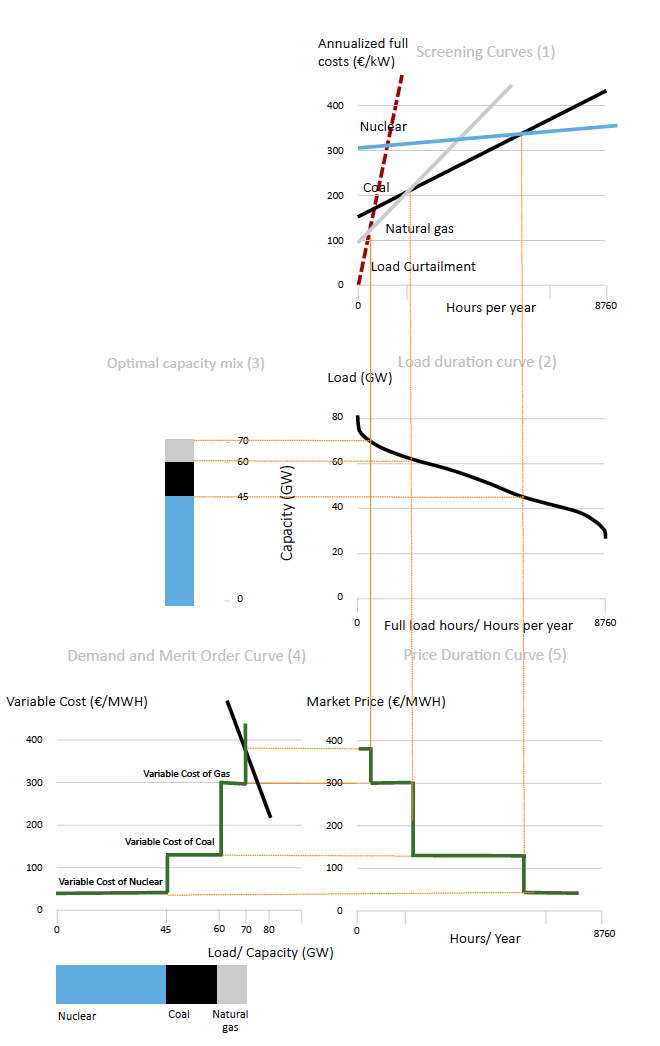 Annualized full
costs (€/kW)
Screening Curves (1)
400
Nuclear
300
Coal
200
Natural gas
100
Load Curtailment
0
0
Hours per year
8760
Optimal capacity mix (3)
Load duration curve (2)
Load (GW)
80
70
60
60
45
40
Capacity (GW)
20
0
0
0
Full load hours/ Hours per year
8760
Demand and Merit Order Curve (4)
Price Duration Curve (5)
Variable Cost (€/MWH)
Market Price (€/MWH)
400
400
Variable Cost of Gas
300
300
200
200
Variable Cost of Coal
100
100
Variable Cost of Nuclear
0
0
0
45
60
70
80
0
8760
Load/ Capacity (GW)
Hours/ Year
Nuclear
Coal
Natural
gas